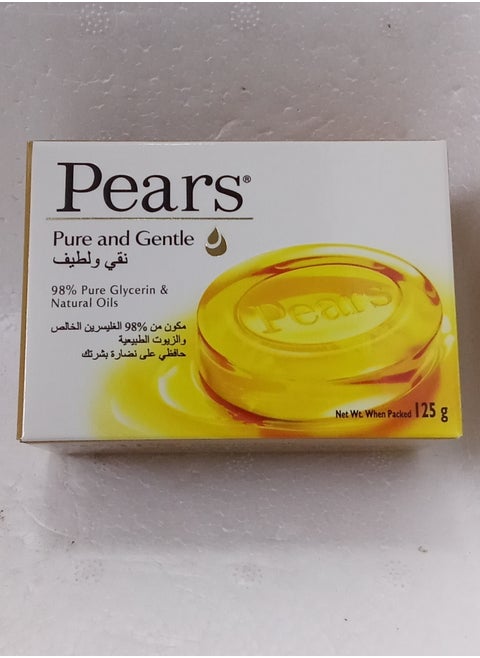 Pears®
Pure and Gentle
نقي ولطيف
98% Pure Glycerin &
Natural Oils
مكون من 98% الغليسرين الخالص
والزيوت الطبيعية
حافظي على نضارة بشرتك
Pears
Net Wt. When Packed 125 g